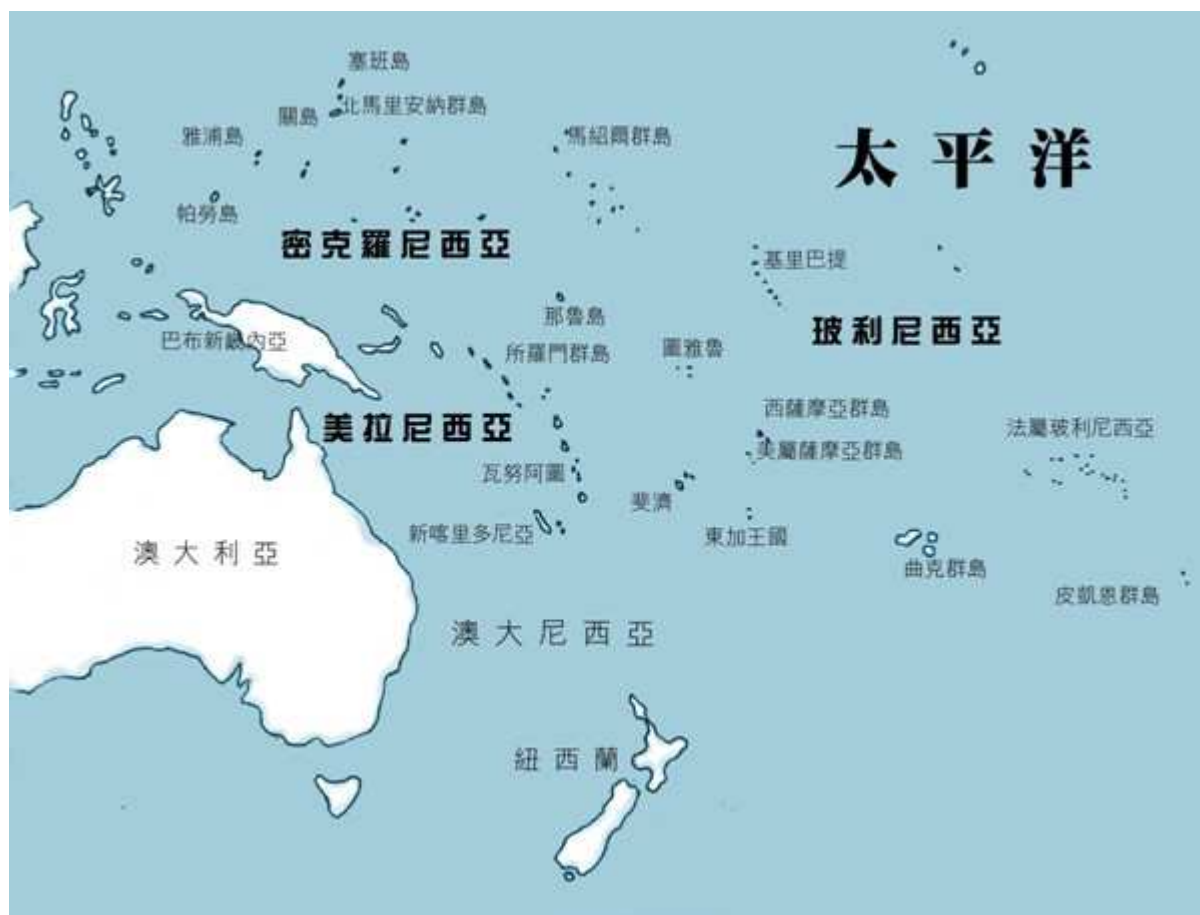 塞班島
北馬里安納群島
關島
雅浦島
馬紹爾群島
太平洋
帕勞島
密克羅尼西亞
基里巴提
那魯島
玻利尼西亞
巴布新畿內亞
所羅門群島
圖雅魯
西薩摩亞群島
美拉尼西亞
法屬玻利尼西亞
美屬薩摩亞群島
瓦努阿圖
斐濟
新喀里多尼亞
東加王國
澳大利亞
曲克群島
皮凱恩群島
澳大尼西亞
紐西蘭